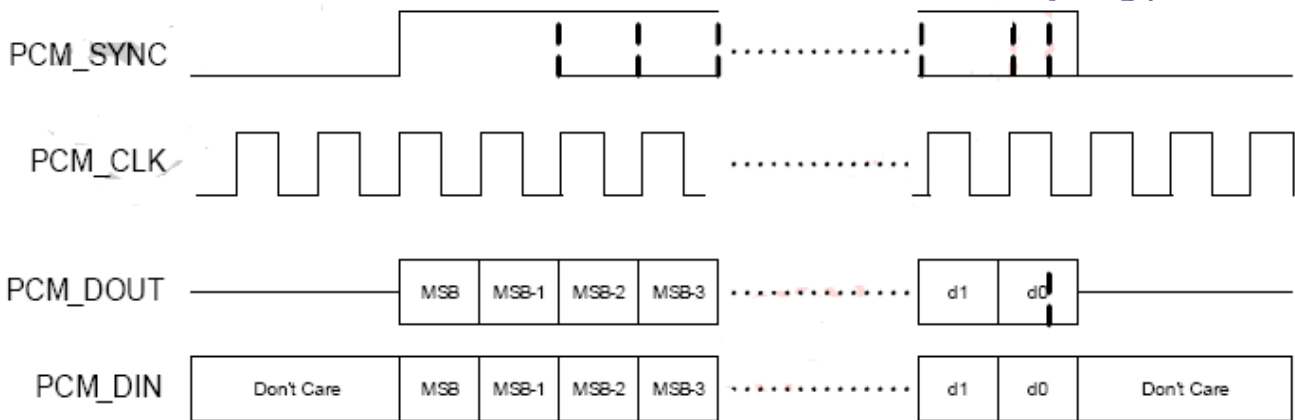 PCM_SYNC
PCM_CLK
PCM_DOUT MSB MSB-1 MSB-2 MSB-3 d1 d0
PCM_DIN Don't Care MSB MSB-1 MSB-2 MSB-3 d1 d0 Don't Care